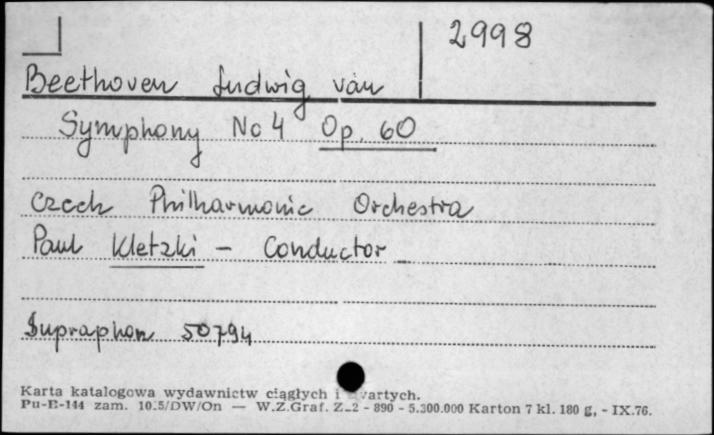 2998
Beethoven Ludwig van
Symphony No 4 Op. 60
Czech Philharmonic Orchestra
Paul Kletzki - Conductor
Supraphon 50794
Karta katalogowa wydawnictw ciągłych i zwartych.
Pu-E-144 zam. 10.5/DW/On — W.Z.Graf. Z-2 - 890 - 5.300.000 Karton 7 kl. 180 g, - IX.76.